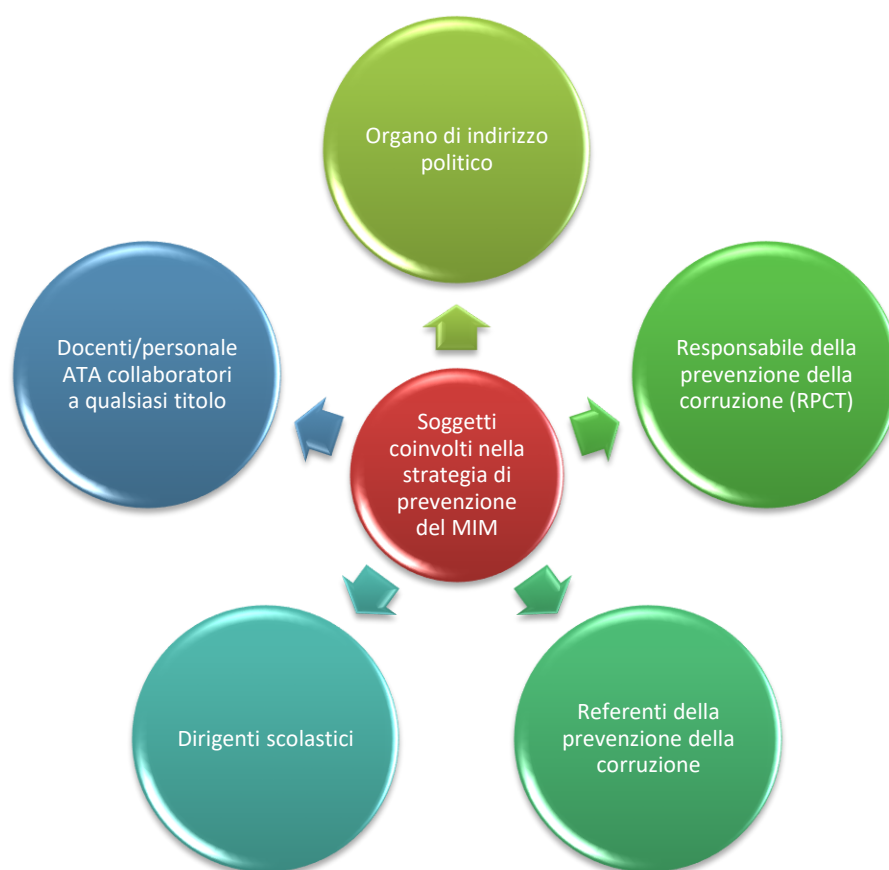 Organo di indirizzo
politico
Responsabile della
prevenzione della
corruzione (RPCT)
Referenti della
prevenzione della
corruzione
Dirigenti scolastici
Docenti/personale
ATA collaboratori
a qualsiasi titolo
Soggetti
coinvolti nella
strategia di
prevenzione
del MIM